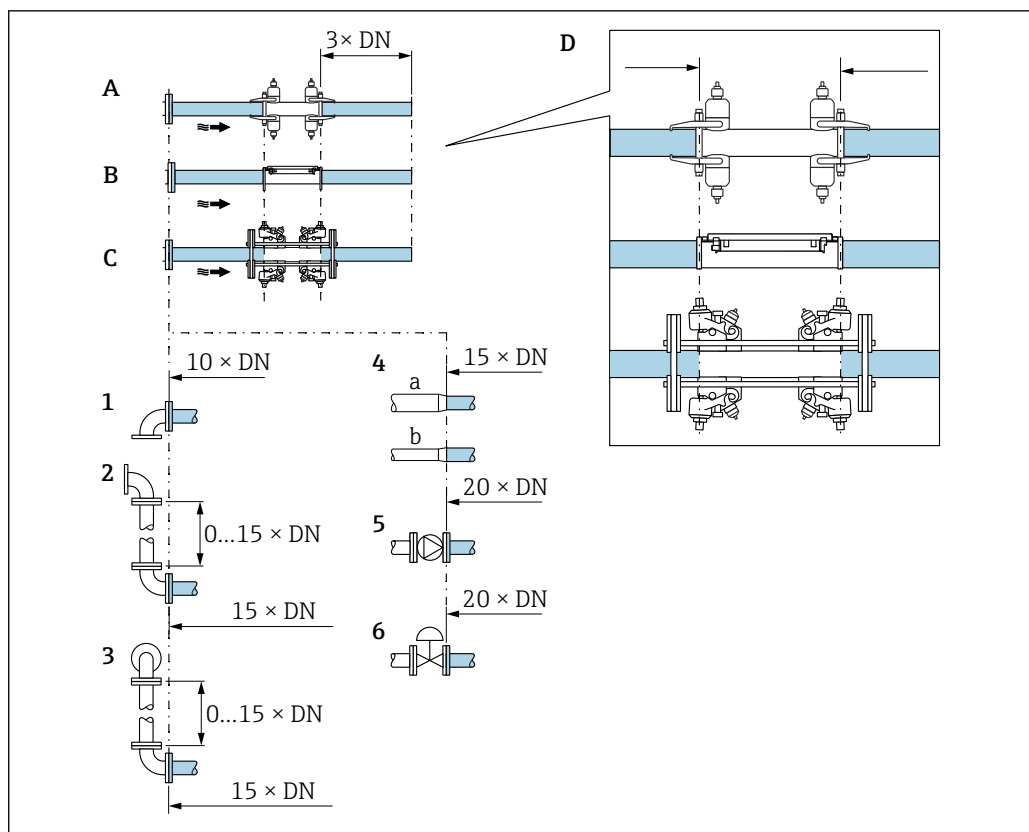 3× DN
D
A
B
C
10 × DN
4
15 × DN
1
a
b
2
20 × DN
0...15 × DN
5
20 × DN
15 × DN
6
3
0...15 × DN
15 × DN